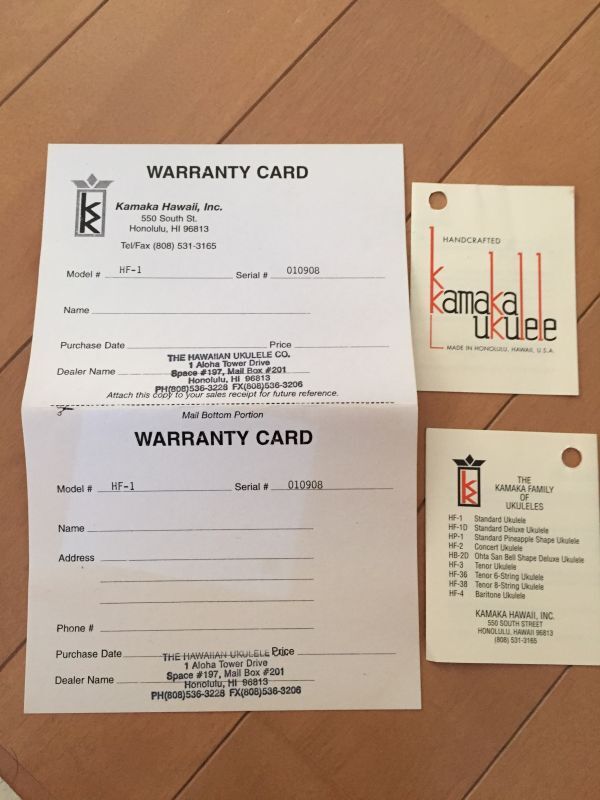 WARRANTY CARD
Kamaka Hawaii, Inc.
550 South St.
Honolulu, HI 96813
Tel/Fax (808) 531-3165
Model # HF-1 Serial # 010908
Name
Purchase Date Price
THE HAWAIIAN UKULELE CO.
1 Aloha Tower Drive
Dealer Name Space #197, Mail Box #201
Honolulu, HI 96813
PH(808)536-3228 FX(808)536-3206
Attach this copy to your sales receipt for future reference.
Mail Bottom Portion
WARRANTY CARD
Model # HF-1 Serial # 010908
Name
Address
Phone #
Purchase Date Price
THE HAWAIIAN UKULELE
1 Aloha Tower Drive
Dealer Name Space #197, Mail Box #201
Honolulu, HI 96813
PH(808)536-3228 FX(808)536-3206
HANDCRAFTED
kamaka
ukulele
MADE IN HONOLULU, HAWAII, U.S.A.
THE
KAMAKA FAMILY
OF
UKULELES
HF-1 Standard Ukulele
HF-1D Standard Deluxe Ukulele
HP-1 Standard Pineapple Shape Ukulele
HF-2 Concert Ukulele
HB-2D Ohta San Bell Shape Deluxe Ukulele
HF-3 Tenor Ukulele
HF-36 Tenor 6-String Ukulele
HF-38 Tenor 8-String Ukulele
HF-4 Baritone Ukulele
KAMAKA HAWAII, INC.
550 SOUTH STREET
HONOLULU, HAWAII 96813
(808) 531-3165